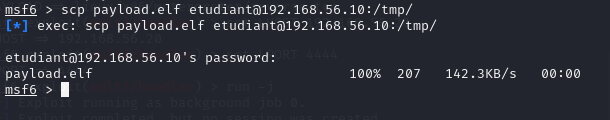 msf6 > scp payload.elf etudiant@192.168.56.10:/tmp/
[*] exec: scp payload.elf etudiant@192.168.56.10:/tmp/
etudiant@192.168.56.10's password:
payload.elf 100% 207 142.3KB/s 00:00
msf6 >